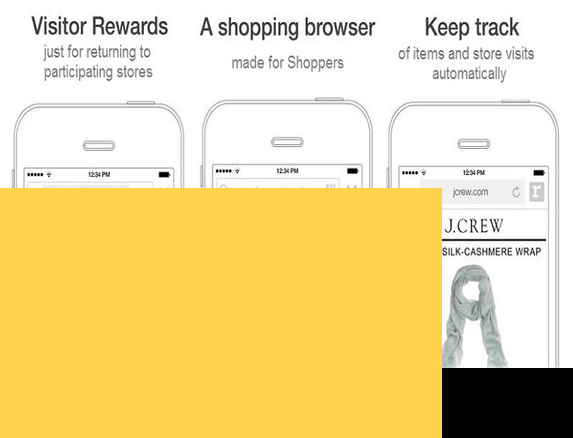 Visitor Rewards
just for returning to
participating stores
A shopping browser
made for Shoppers
Keep track
of items and store visits
automatically
12:34 PM
12:34 PM
12:34 PM
jcrew.com
r
J.CREW
SILK-CASHMERE WRAP